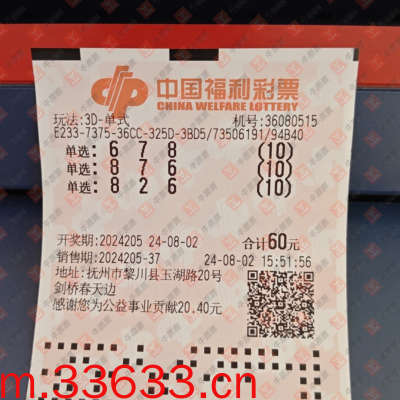 中国福利彩票
CHINA WELFARE LOTTERY
玩法:3D-单式 机号:36080515
E233-7375-36CC-325D-3BD5/73506191/94B40
单选: 6 7 8 (10)
单选: 8 7 6 (10)
单选: 8 2 6 (10)
开奖期:2024205 24-08-02 合计60元
销售期:2024205-37 24-08-02 15:51:56
地址:抚州市黎川县玉湖路20号
剑桥春天边
感谢您为公益事业贡献20.40元
m.33633.cn